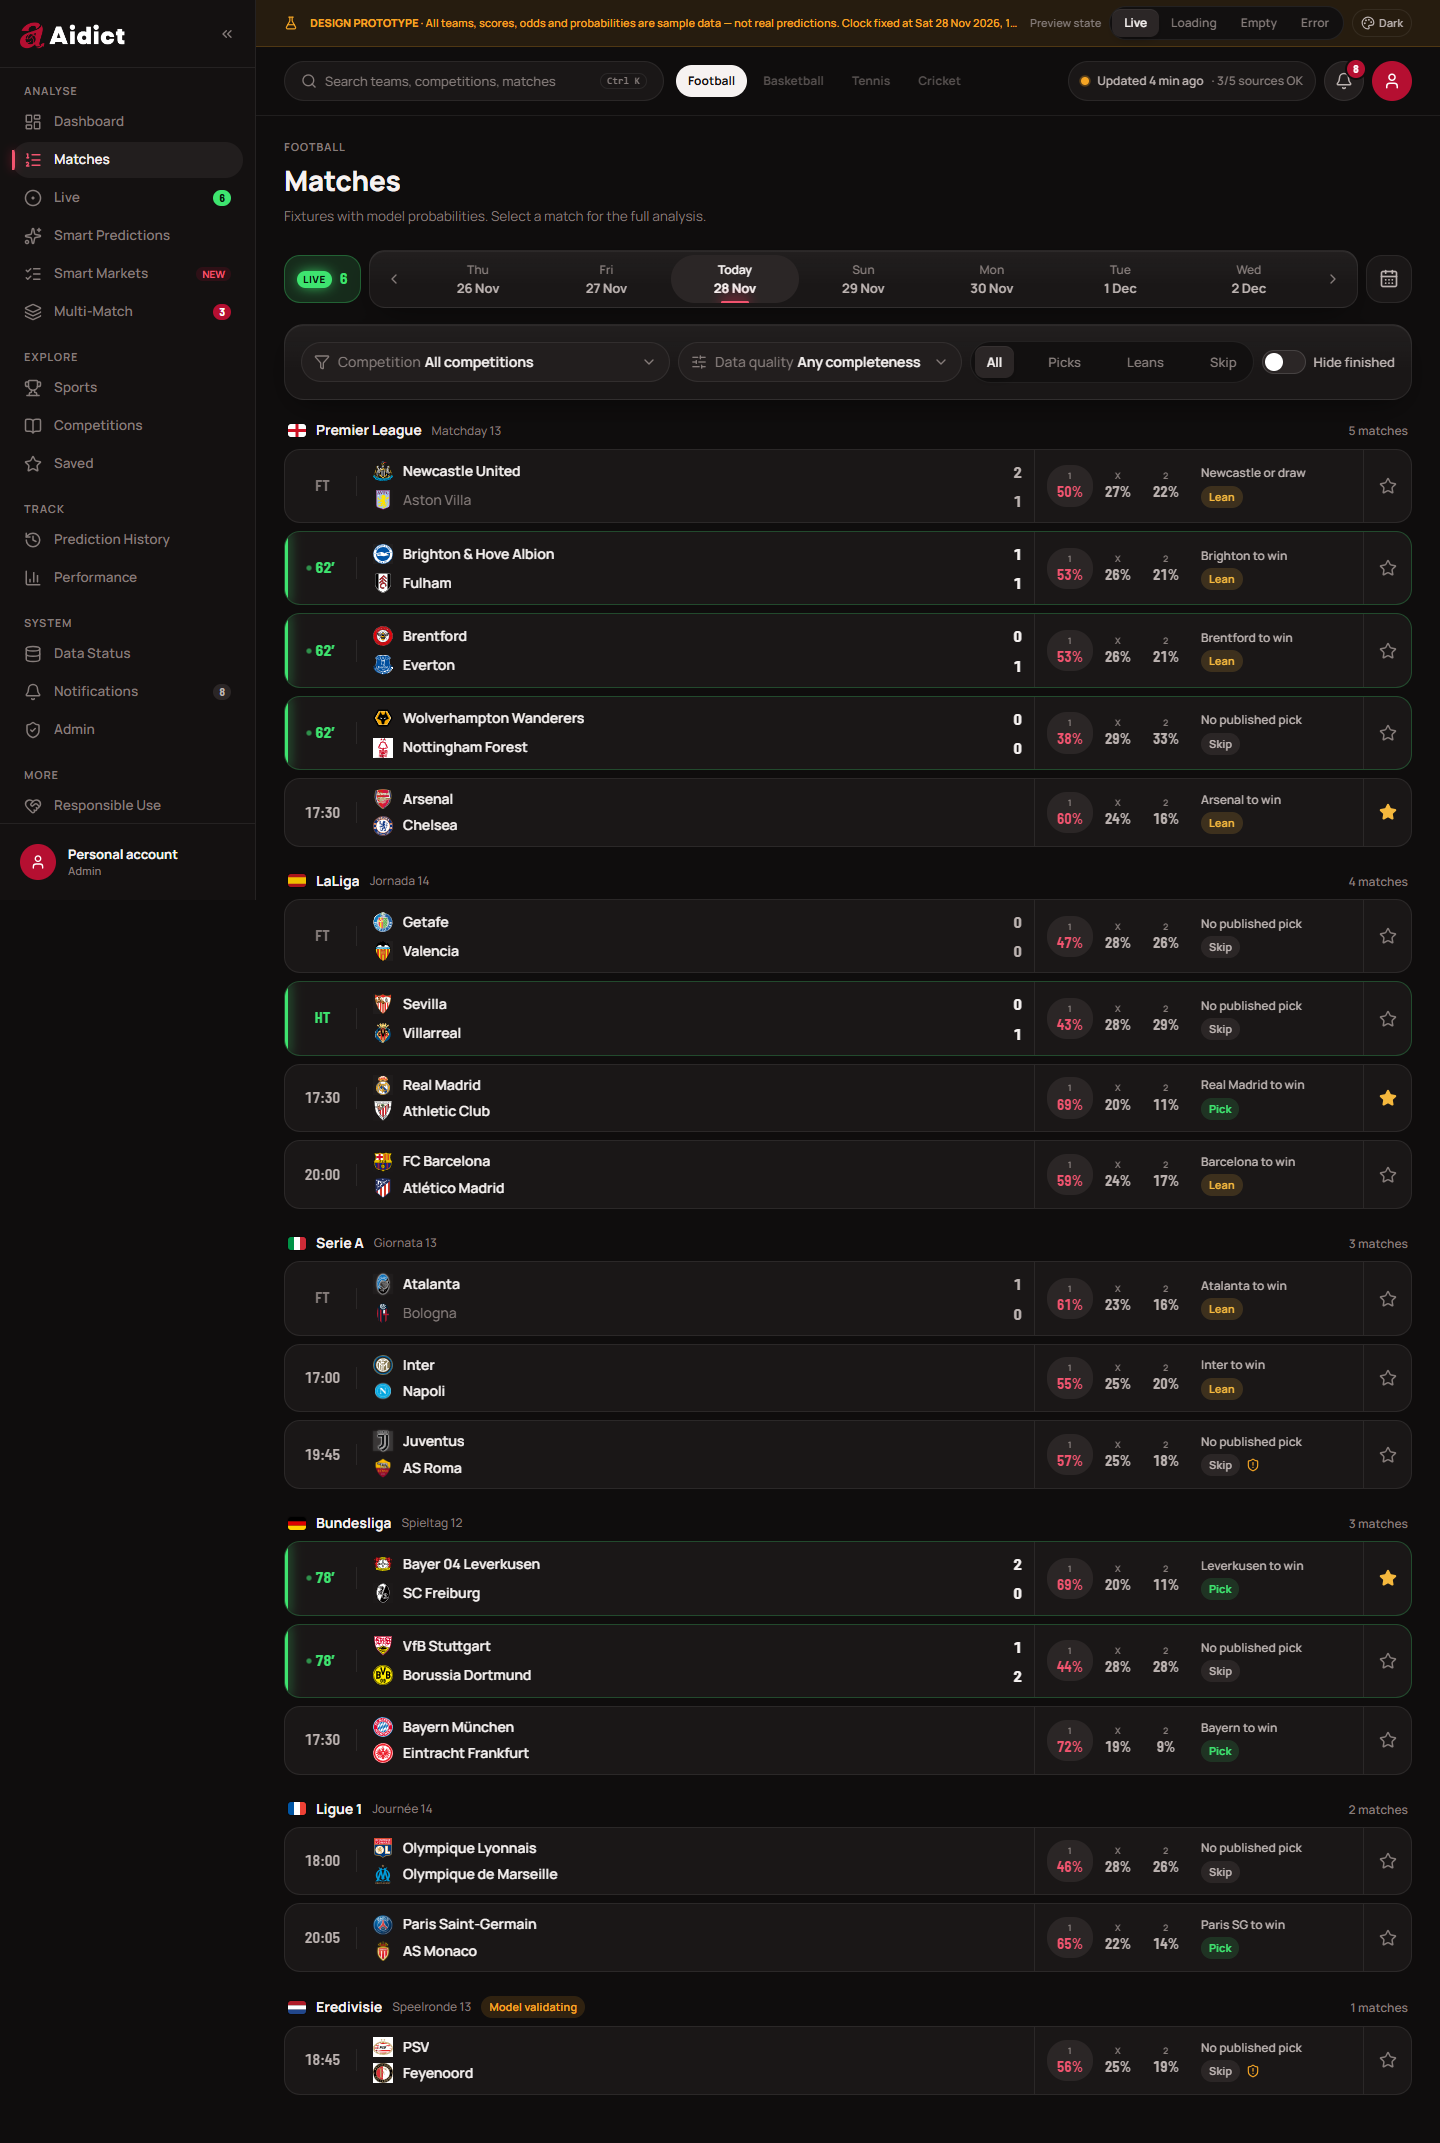 Aidict
DESIGN PROTOTYPE · All teams, scores, odds and probabilities are sample data — not real predictions. Clock fixed at Sat 28 Nov 2026, 1...
Preview state
Live
Loading
Empty
Error
Dark
Search teams, competitions, matches
Ctrl K
Football
Basketball
Tennis
Cricket
Updated 4 min ago · 3/5 sources OK
8
ANALYSE
Dashboard
Matches
Live 6
Smart Predictions
Smart Markets NEW
Multi-Match 3
EXPLORE
Sports
Competitions
Saved
TRACK
Prediction History
Performance
SYSTEM
Data Status
Notifications 8
Admin
MORE
Responsible Use
Personal account
Admin
FOOTBALL
Matches
Fixtures with model probabilities. Select a match for the full analysis.
LIVE 6
Thu
26 Nov
Fri
27 Nov
Today
28 Nov
Sun
29 Nov
Mon
30 Nov
Tue
1 Dec
Wed
2 Dec
Competition All competitions
Data quality Any completeness
All
Picks
Leans
Skip
Hide finished
Premier League Matchday 13 5 matches
FT
Newcastle United 2
Aston Villa 1
1 X 2
50% 27% 22%
Newcastle or draw
Lean
62'
Brighton & Hove Albion 1
Fulham 1
1 X 2
53% 26% 21%
Brighton to win
Lean
62'
Brentford 0
Everton 1
1 X 2
53% 26% 21%
Brentford to win
Lean
62'
Wolverhampton Wanderers 0
Nottingham Forest 0
1 X 2
38% 29% 33%
No published pick
Skip
17:30
Arsenal
Chelsea
1 X 2
60% 24% 16%
Arsenal to win
Lean
LaLiga Jornada 14 4 matches
FT
Getafe 0
Valencia 0
1 X 2
47% 28% 26%
No published pick
Skip
HT
Sevilla 0
Villarreal 1
1 X 2
43% 28% 29%
No published pick
Skip
17:30
Real Madrid
Athletic Club
1 X 2
69% 20% 11%
Real Madrid to win
Pick
20:00
FC Barcelona
Atlético Madrid
1 X 2
59% 24% 17%
Barcelona to win
Lean
Serie A Giornata 13 3 matches
FT
Atalanta 1
Bologna 0
1 X 2
61% 23% 16%
Atalanta to win
Lean
17:00
Inter
Napoli
1 X 2
55% 25% 20%
Inter to win
Lean
19:45
Juventus
AS Roma
1 X 2
57% 25% 18%
No published pick
Skip
Bundesliga Spieltag 12 3 matches
78'
Bayer 04 Leverkusen 2
SC Freiburg 0
1 X 2
69% 20% 11%
Leverkusen to win
Pick
78'
VfB Stuttgart 1
Borussia Dortmund 2
1 X 2
44% 28% 28%
No published pick
Skip
17:30
Bayern München
Eintracht Frankfurt
1 X 2
72% 19% 9%
Bayern to win
Pick
Ligue 1 Journée 14 2 matches
18:00
Olympique Lyonnais
Olympique de Marseille
1 X 2
46% 28% 26%
No published pick
Skip
20:05
Paris Saint-Germain
AS Monaco
1 X 2
65% 22% 14%
Paris SG to win
Pick
Eredivisie Speelronde 13 Model validating 1 matches
18:45
PSV
Feyenoord
1 X 2
56% 25% 19%
No published pick
Skip